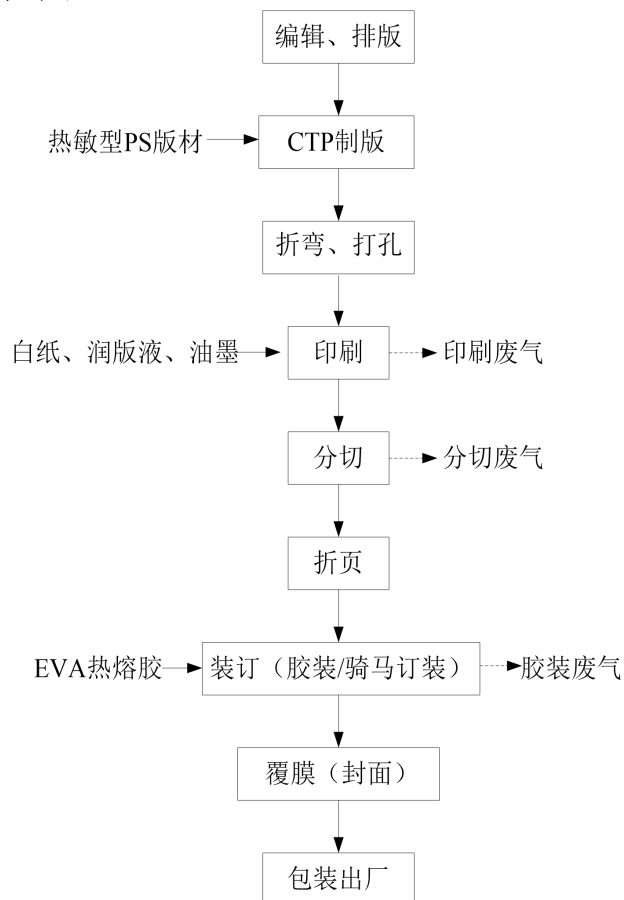 编辑、排版
热敏型PS版材
CTP制版
折弯、打孔
白纸、润版液、油墨
印刷
印刷废气
分切
分切废气
折页
EVA热熔胶
装订（胶装/骑马订装）
胶装废气
覆膜（封面）
包装出厂